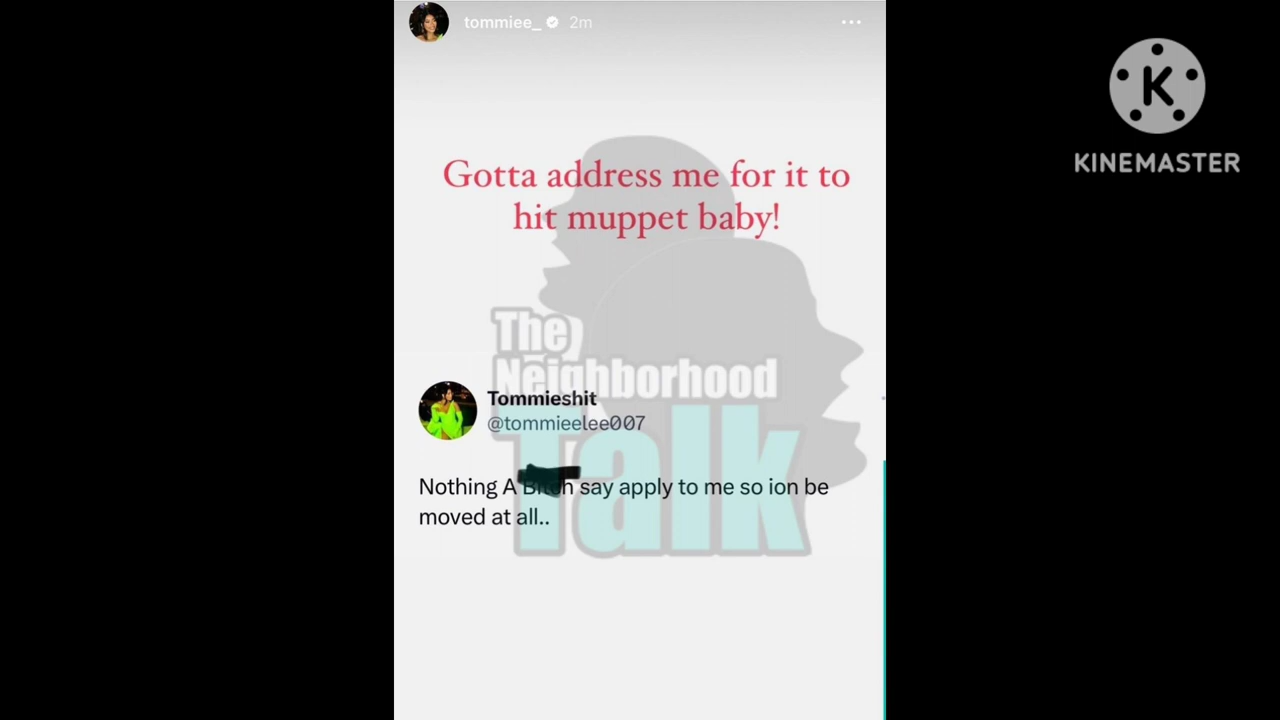 tommiee_ 2m
KINEMASTER
Gotta address me for it to
hit muppet baby!
The
Neighborhood
Talk
Tommieshit
@tommieelee007
Nothing A Bitch say apply to me so ion be
moved at all..